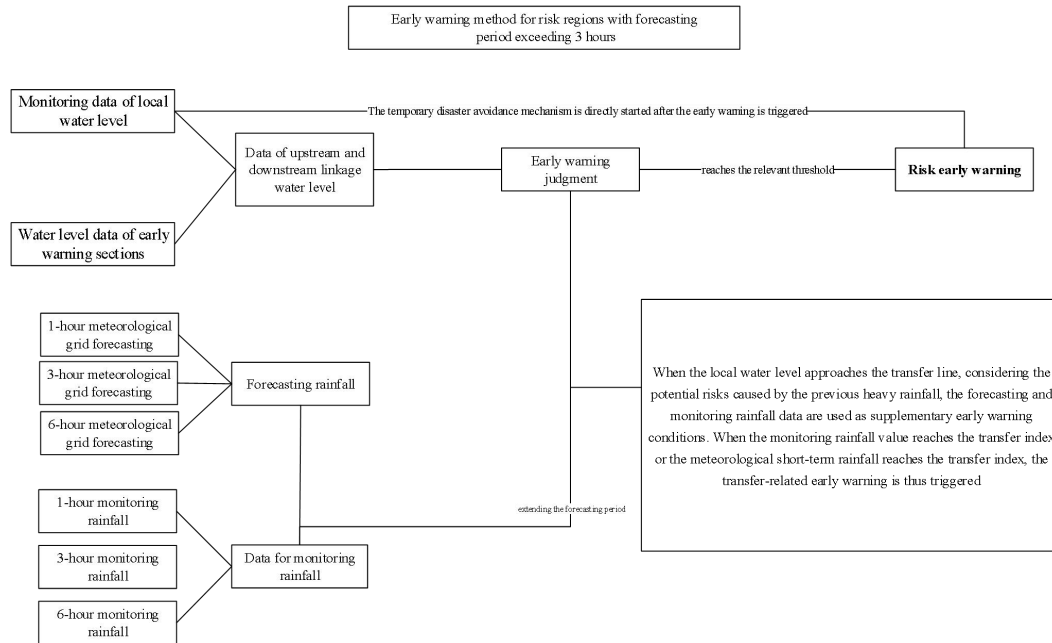 Early warning method for risk regions with forecasting
period exceeding 3 hours
Monitoring data of local
water level
The temporary disaster avoidance mechanism is directly started after the early warning is triggered
Data of upstream and
downstream linkage
water level
Early warning
judgment
reaches the relevant threshold
Risk early warning
Water level data of early
warning sections
1-hour meteorological
grid forecasting
3-hour meteorological
grid forecasting
6-hour meteorological
grid forecasting
Forecasting rainfall
When the local water level approaches the transfer line, considering the
potential risks caused by the previous heavy rainfall, the forecasting and
monitoring rainfall data are used as supplementary early warning
conditions. When the monitoring rainfall value reaches the transfer index
or the meteorological short-term rainfall reaches the transfer index, the
transfer-related early warning is thus triggered
extending the forecasting period
1-hour monitoring
rainfall
3-hour monitoring
rainfall
6-hour monitoring
rainfall
Data for monitoring
rainfall